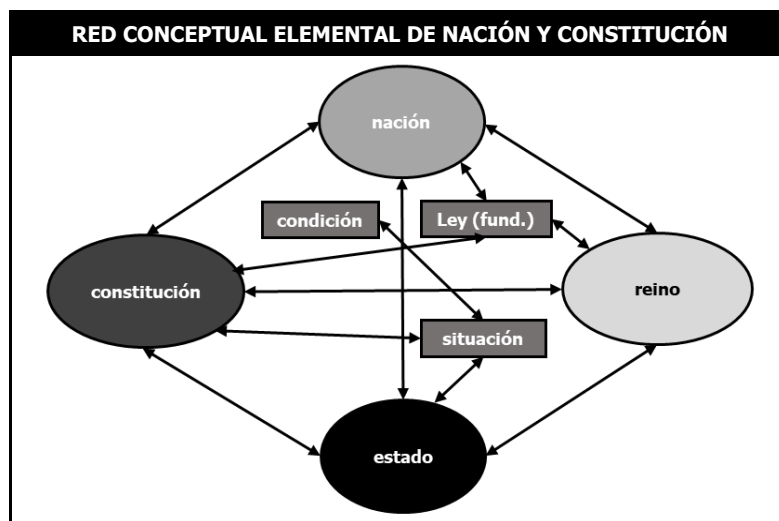 RED CONCEPTUAL ELEMENTAL DE NACIÓN Y CONSTITUCIÓN
nación
condición
Ley (fund.)
constitución
reino
situación
estado